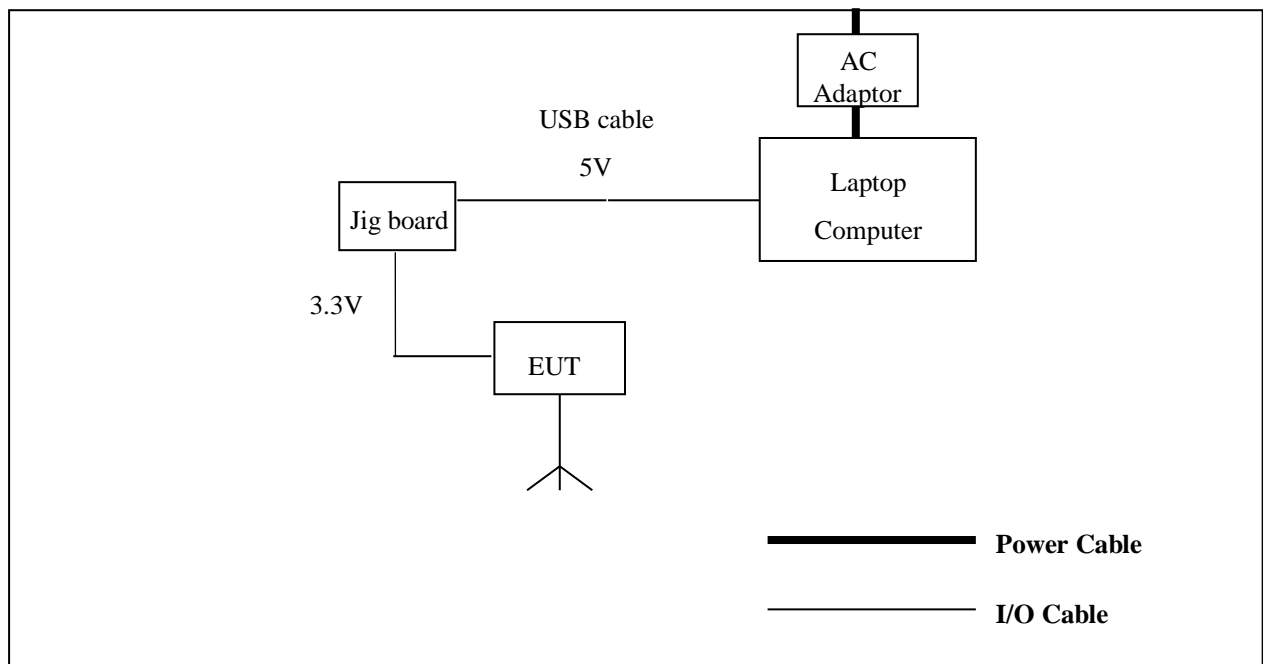 AC
Adaptor
USB cable
5V
Laptop
Computer
Jig board
3.3V
EUT
Power Cable
I/O Cable